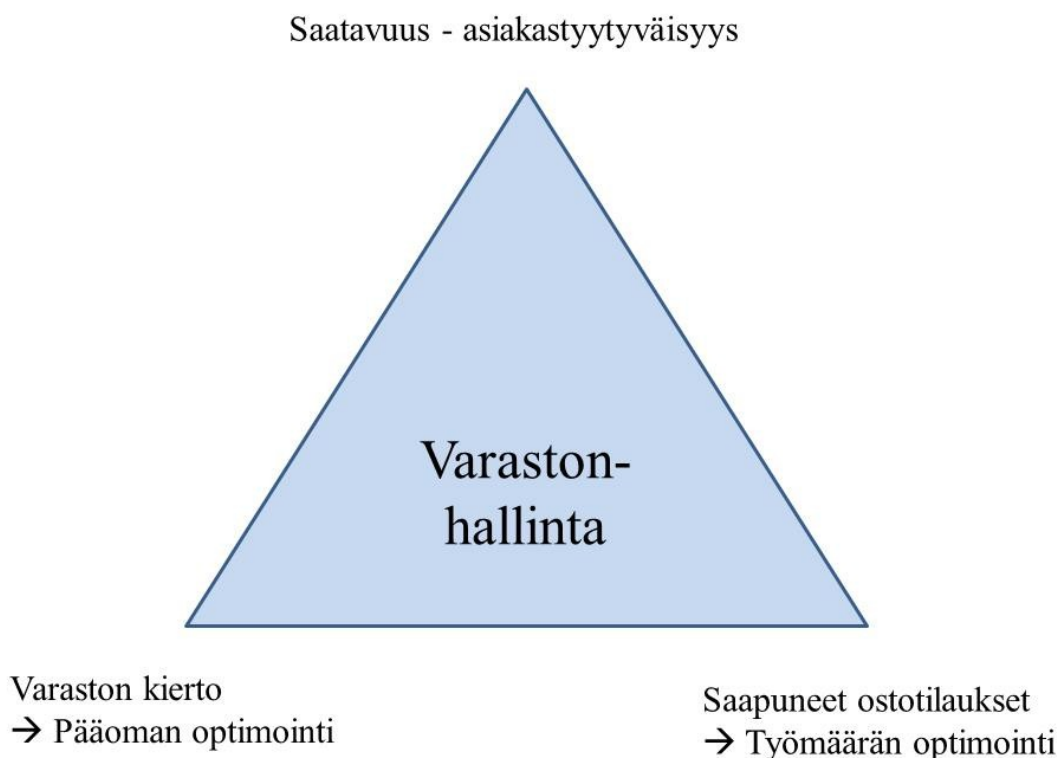 Saatavuus - asiakastyytyväisyys
Varaston-
hallinta
Varaston kierto
→ Pääoman optimointi
Saapuneet ostotilaukset
→ Työmäärän optimointi